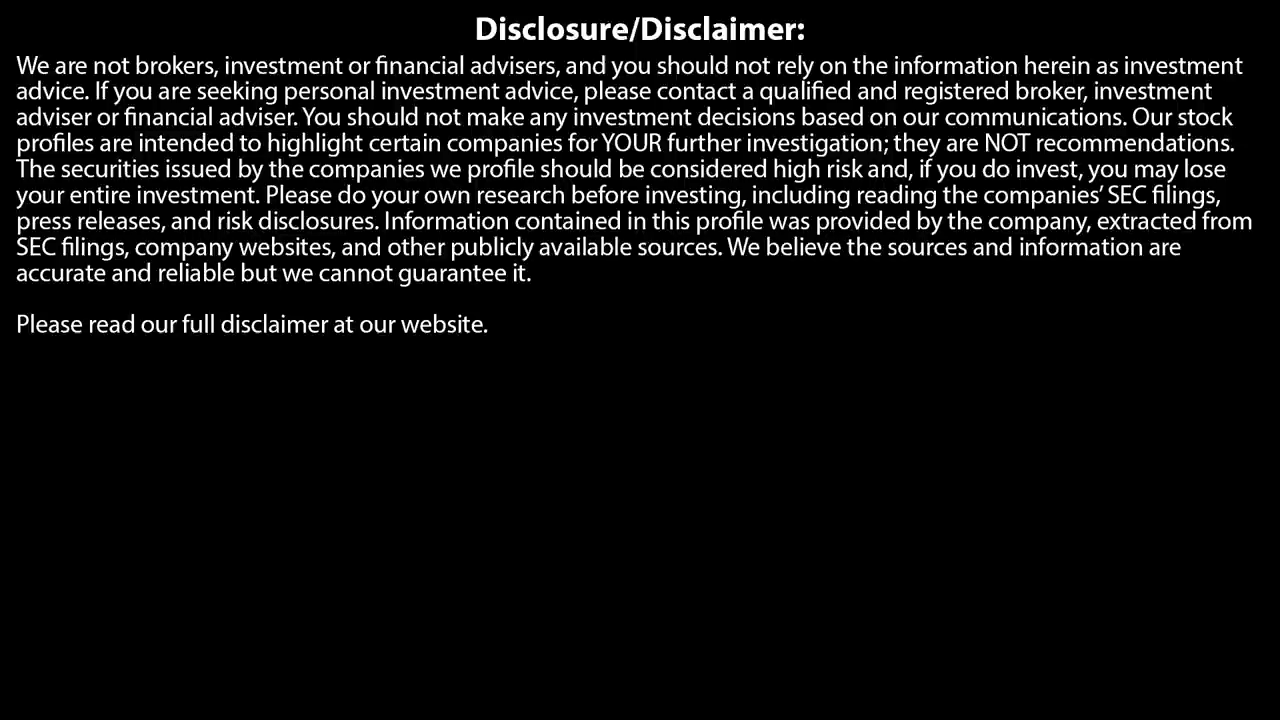 Disclosure/Disclaimer:
We are not brokers, investment or financial advisers, and you should not rely on the information herein as investment
advice. If you are seeking personal investment advice, please contact a qualified and registered broker, investment
adviser or financial adviser. You should not make any investment decisions based on our communications. Our stock
profiles are intended to highlight certain companies for YOUR further investigation; they are NOT recommendations.
The securities issued by the companies we profile should be considered high risk and, if you do invest, you may lose
your entire investment. Please do your own research before investing, including reading the companies’ SEC filings,
press releases, and risk disclosures. Information contained in this profile was provided by the company, extracted from
SEC filings, company websites, and other publicly available sources. We believe the sources and information are
accurate and reliable but we cannot guarantee it.
Please read our full disclaimer at our website.